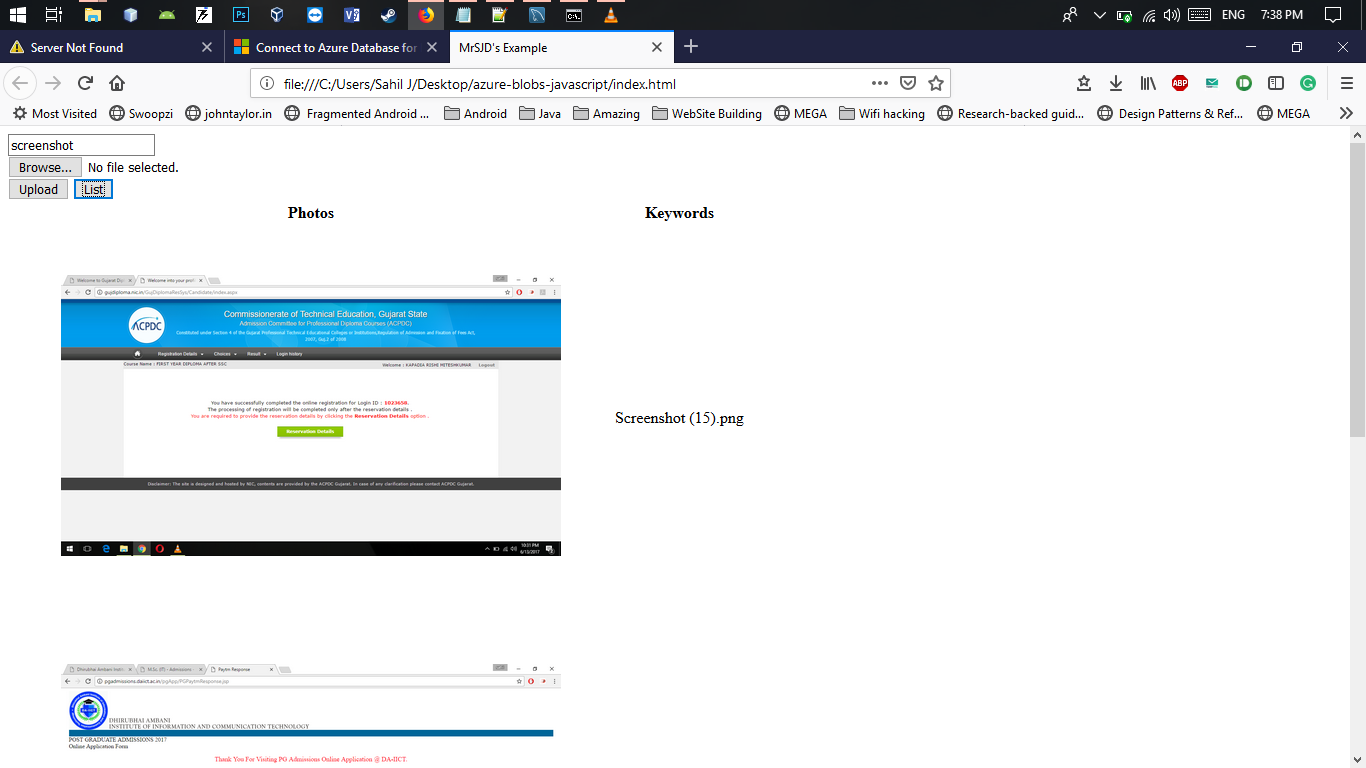 ENG 7:38 PM
Server Not Found
Connect to Azure Database for
MrSJD's Example
file:///C:/Users/Sahil J/Desktop/azure-blobs-javascript/index.html
ABP
Most Visited Swoopzi johntaylor.in Fragmented Android ... Android Java Amazing WebSite Building MEGA Wifi hacking Research-backed guid... Design Patterns & Ref... MEGA
screenshot
Browse... No file selected.
Upload List
Photos Keywords
Welcome to Gujarat Dip Welcome into your prof
gujdiploma.nic.in/GujDiplomaResSys/Candidate/index.aspx
Commissionerate of Technical Education, Gujarat State
ACPDC
Admission Committee for Professional Diploma Courses (ACPDC)
Constituted under Section 4 of the Gujarat Professional Technical Educational Colleges or Institutions,Regulation of Admission and Fixation of Fees Act,
2007, Guj.2 of 2008
Registration Details Choices Result Login history
Course Name : FIRST YEAR DIPLOMA AFTER SSC Welcome : KAPADIA RISHI MITESHKUMAR Logout
You have successfully completed the online registration for Login ID : 1023658.
The processing of registration will be completed only after the reservation details .
You are required to provide the reservation details by clicking the Reservation Details option .
Reservation Details
Screenshot (15).png
Disclaimer: The site is designed and hosted by NIC, contents are provided by the ACPDC Gujarat. In case of any clarification please contact ACPDC Gujarat.
10:31 PM
6/13/2017
Dhirubhai Ambani Instit M.Sc. (IT) - Admissions Paytm Response
pgadmissions.daiict.ac.in/pgApp/PGPaytmResponse.jsp
DHIRUBHAI AMBANI
INSTITUTE OF INFORMATION AND COMMUNICATION TECHNOLOGY
POST GRADUATE ADMISSIONS 2017
Online Application Form
Thank You For Visiting PG Admissions Online Application @ DA-IICT.